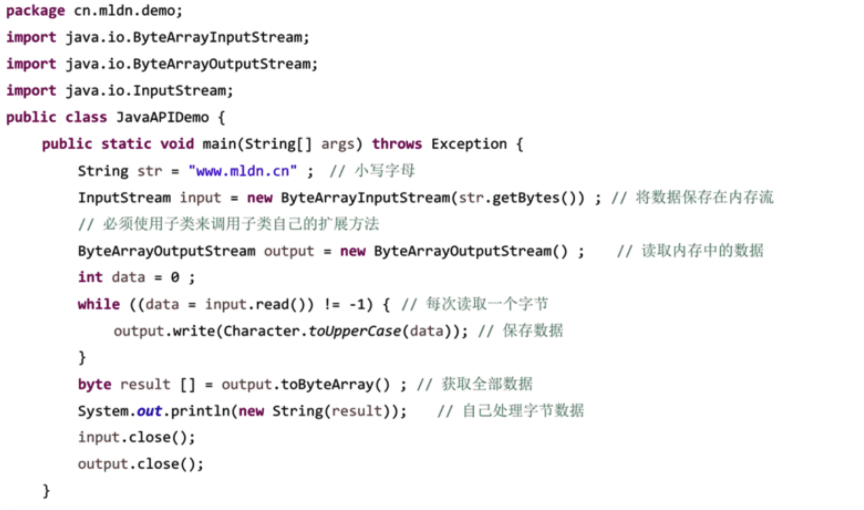 package cn.mldn.demo;
import java.io.ByteArrayInputStream;
import java.io.ByteArrayOutputStream;
import java.io.InputStream;
public class JavaAPIDemo {
    public static void main(String[] args) throws Exception {
        String str = "www.mldn.cn" ; // 小写字母
        InputStream input = new ByteArrayInputStream(str.getBytes()) ; // 将数据保存在内存流
        // 必须使用子类来调用子类自己的扩展方法
        ByteArrayOutputStream output = new ByteArrayOutputStream() ; // 读取内存中的数据
        int data = 0 ;
        while ((data = input.read()) != -1) { // 每次读取一个字节
            output.write(Character.toUpperCase(data)); // 保存数据
        }
        byte result [] = output.toByteArray() ; // 获取全部数据
        System.out.println(new String(result)); // 自己处理字节数据
        input.close();
        output.close();
    }